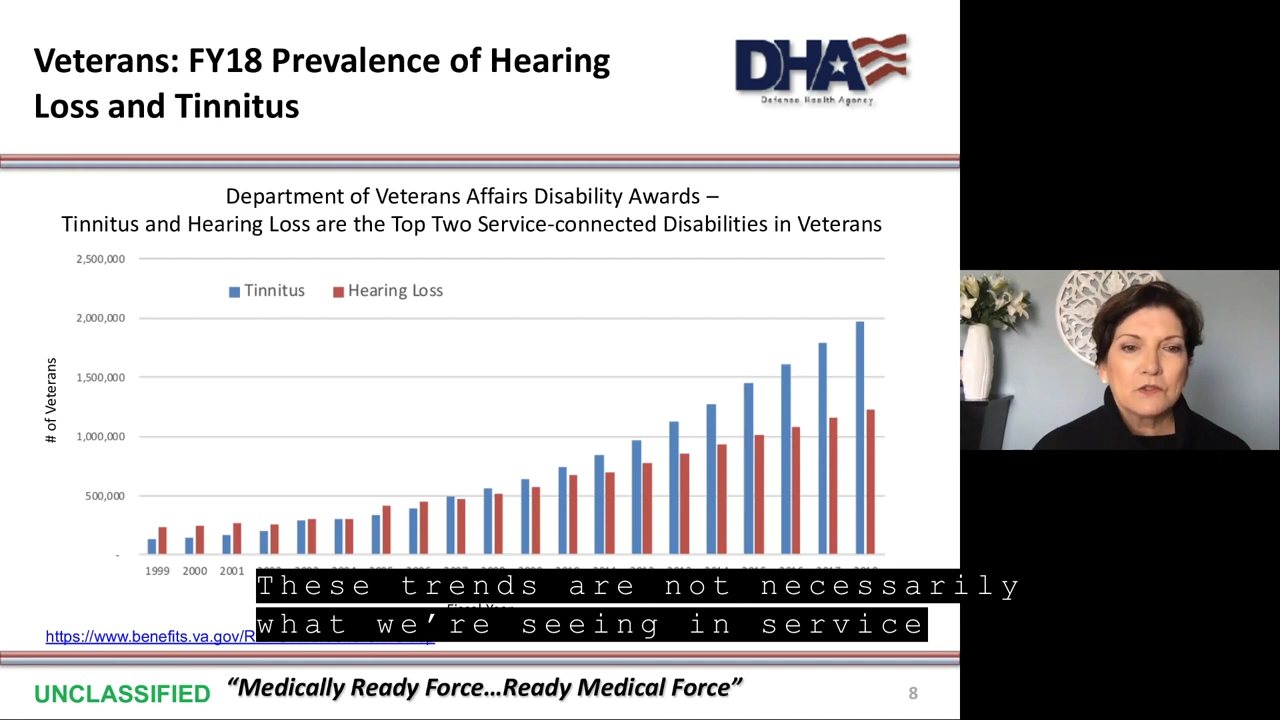 Veterans: FY18 Prevalence of Hearing
Loss and Tinnitus
DHA
Defense Health Agency
Department of Veterans Affairs Disability Awards –
Tinnitus and Hearing Loss are the Top Two Service-connected Disabilities in Veterans
2,500,000
Tinnitus Hearing Loss
2,000,000
1,500,000
# of Veterans
1,000,000
500,000
-
1999 2000 2001
These trends are not necessarily
what we’re seeing in service
https://www.benefits.va.gov/R
UNCLASSIFIED “Medically Ready Force…Ready Medical Force” 8